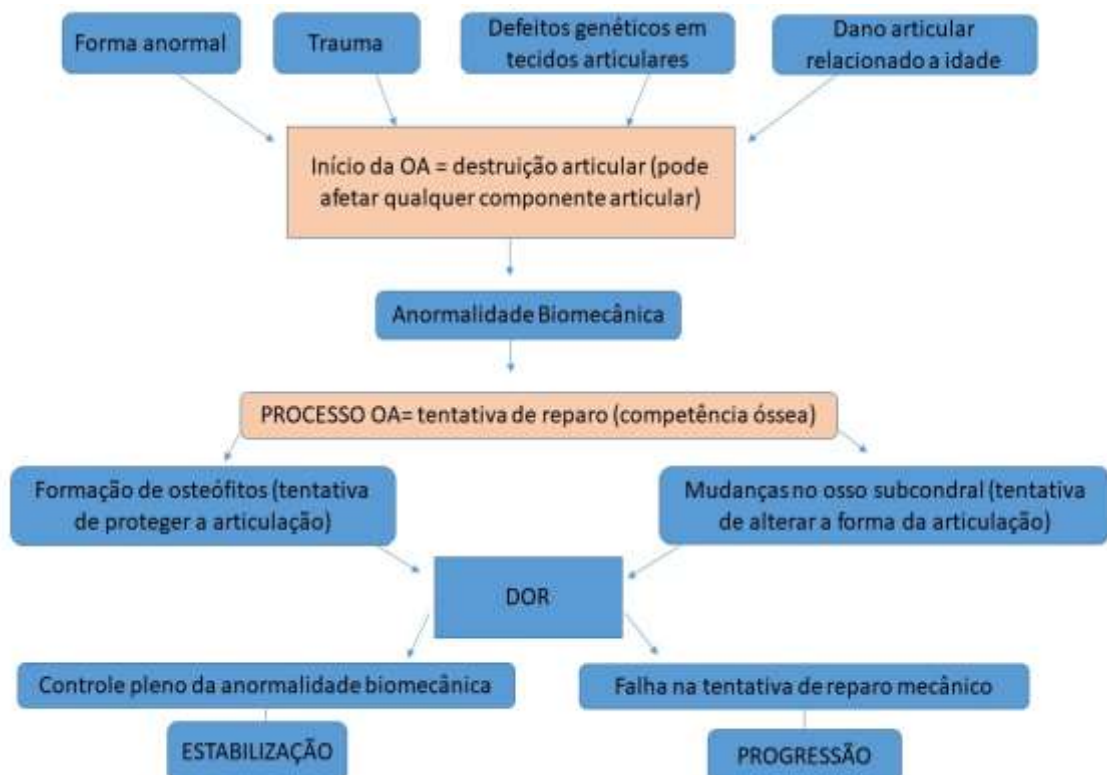 Forma anormal
Trauma
Defeitos genéticos em
tecidos articulares
Dano articular
relacionado a idade
Início da OA = destruição articular (pode
afetar qualquer componente articular)
Anormalidade Biomecânica
PROCESSO OA= tentativa de reparo (competência óssea)
Formação de osteófitos (tentativa
de proteger a articulação)
Mudanças no osso subcondral (tentativa
de alterar a forma da articulação)
DOR
Controle pleno da anormalidade biomecânica
Falha na tentativa de reparo mecânico
ESTABILIZAÇÃO
PROGRESSÃO